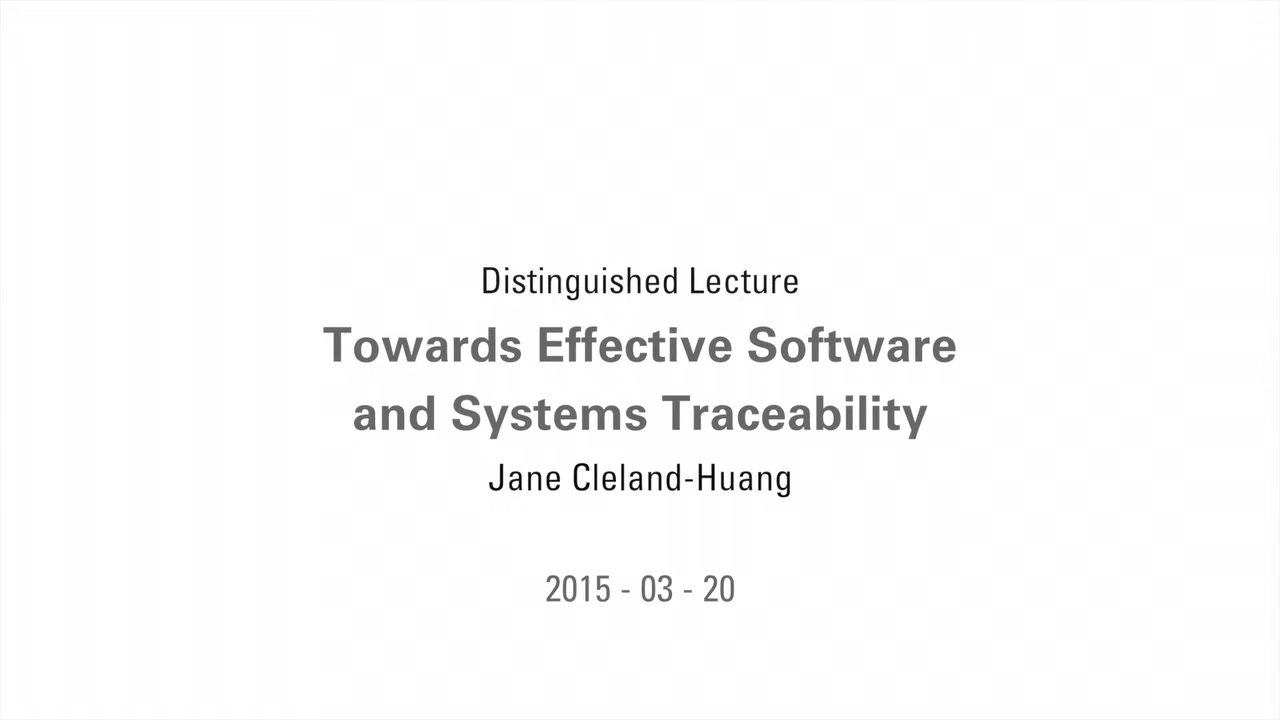 Distinguished Lecture
Towards Effective Software
and Systems Traceability
Jane Cleland-Huang
2015 - 03 - 20